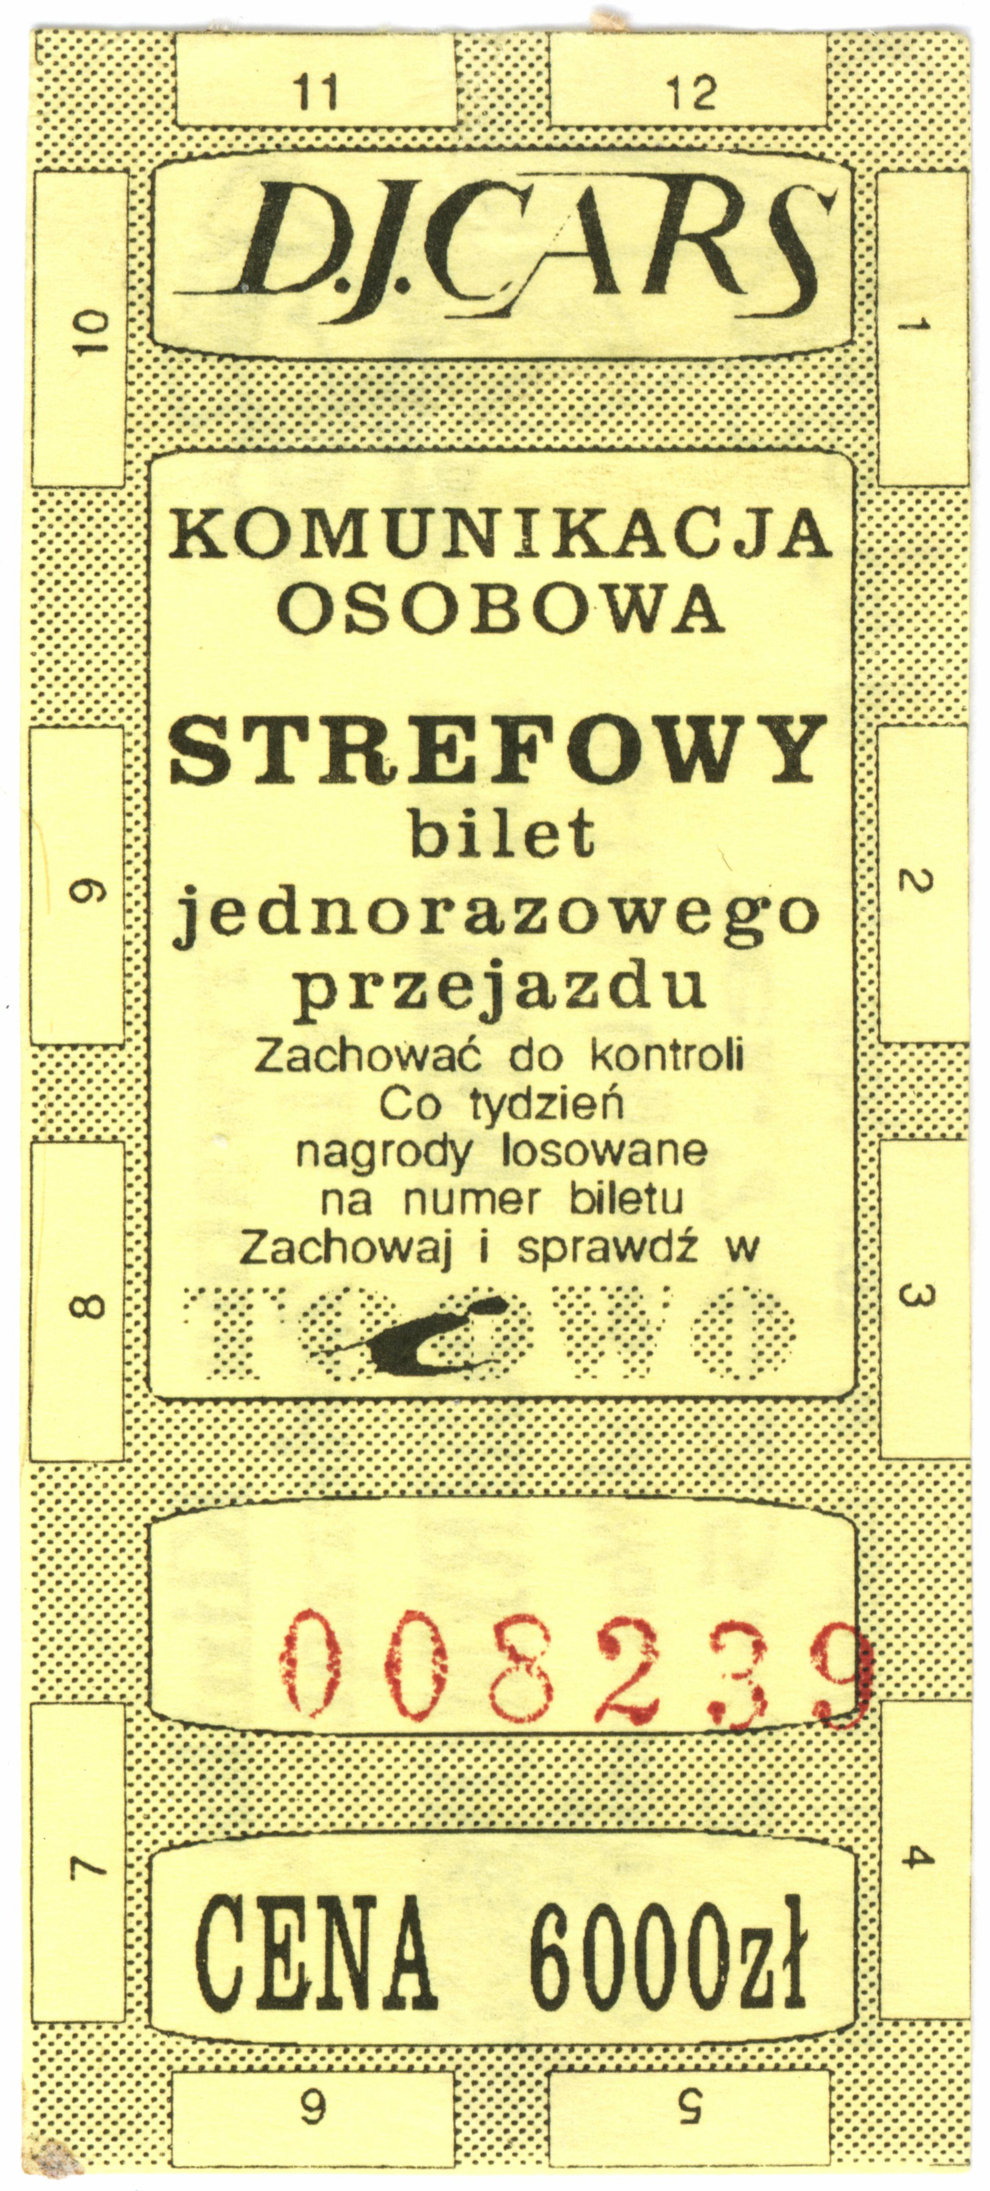 11 12
D.J.CARS
10
1
KOMUNIKACJA
OSOBOWA
STREFOWY
bilet
jednorazowego
przejazdu
Zachować do kontroli
Co tydzień
nagrody losowane
na numer biletu
Zachowaj i sprawdź w
9
2
8
3
008239
7
4
CENA 6000zł
6 5